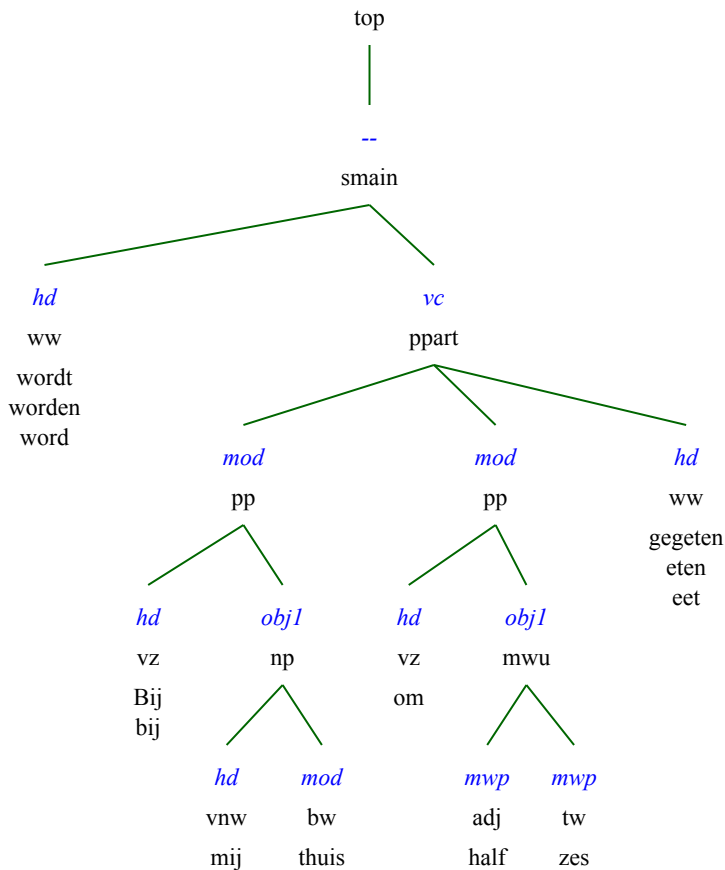 top
--
smain
hd vc
ww ppart
wordt
worden
word
mod mod hd
pp pp ww
gegeten
eten
eet
hd obj1 hd obj1
vz np vz mwu
Bij om
bij
hd mod mwp mwp
vnw bw adj tw
mij thuis half zes